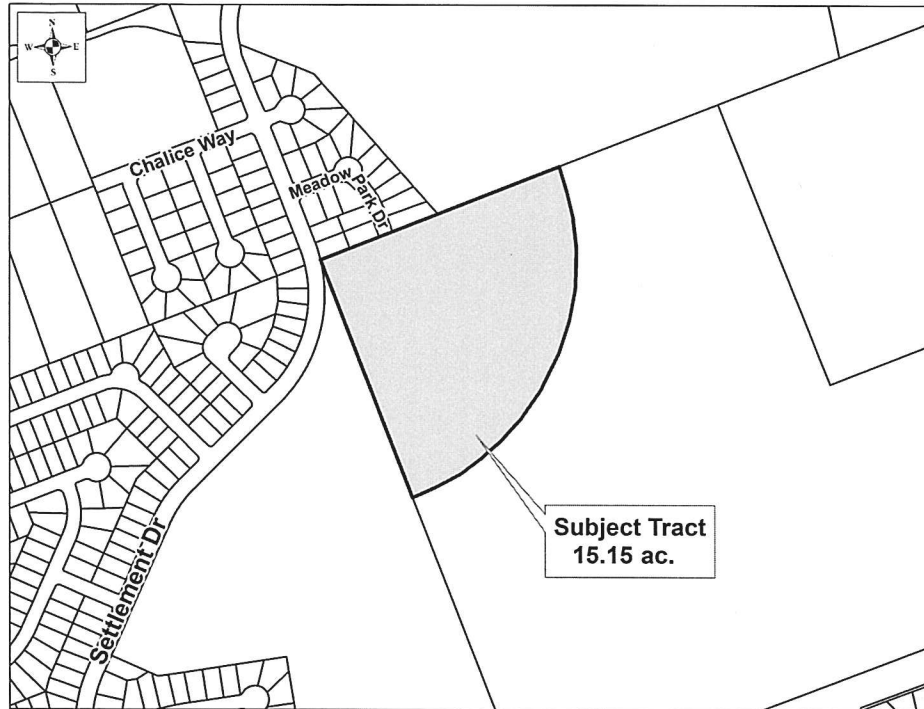 N
W E
S
Chalice Way
Meadow
Park Dr
Subject Tract
15.15 ac.
Settlement Dr